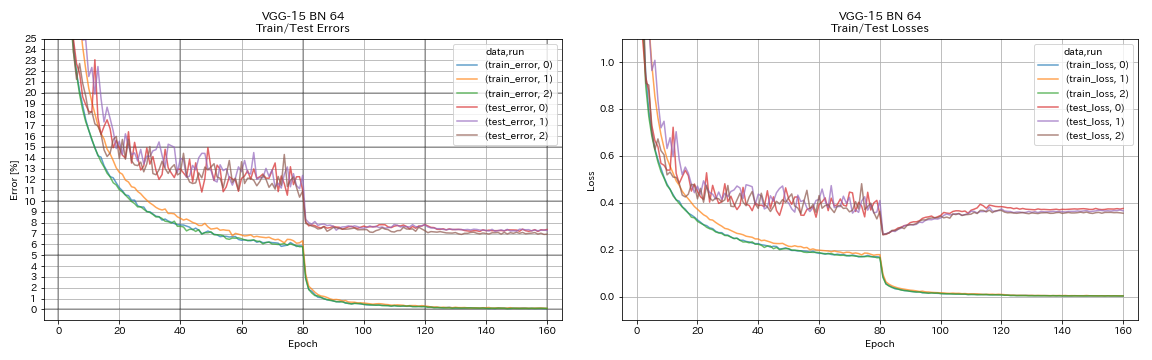 VGG-15 BN 64
Train/Test Errors
25
24
23
22
21
20
19
18
17
16
15
14
13
12
11
10
9
8
7
6
5
4
3
2
1
0
Error [%]
0 20 40 60 80 100 120 140 160
Epoch
data,run
(train_error, 0)
(train_error, 1)
(train_error, 2)
(test_error, 0)
(test_error, 1)
(test_error, 2)
VGG-15 BN 64
Train/Test Losses
1.0
0.8
0.6
0.4
0.2
0.0
Loss
0 20 40 60 80 100 120 140 160
Epoch
data,run
(train_loss, 0)
(train_loss, 1)
(train_loss, 2)
(test_loss, 0)
(test_loss, 1)
(test_loss, 2)